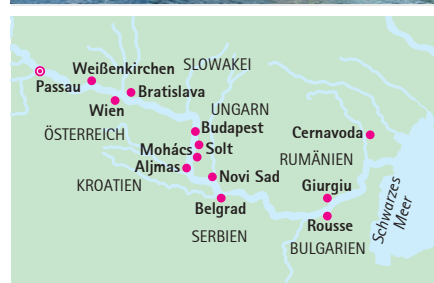 Weißenkirchen
SLOWAKEI
Passau
Bratislava
Wien
UNGARN
Budapest
ÖSTERREICH
Cernavoda
Mohács
Solt
RUMÄNIEN
Aljmas
Novi Sad
KROATIEN
Giurgiu
Belgrad
Schwarzes
Meer
Rousse
SERBIEN
BULGARIEN